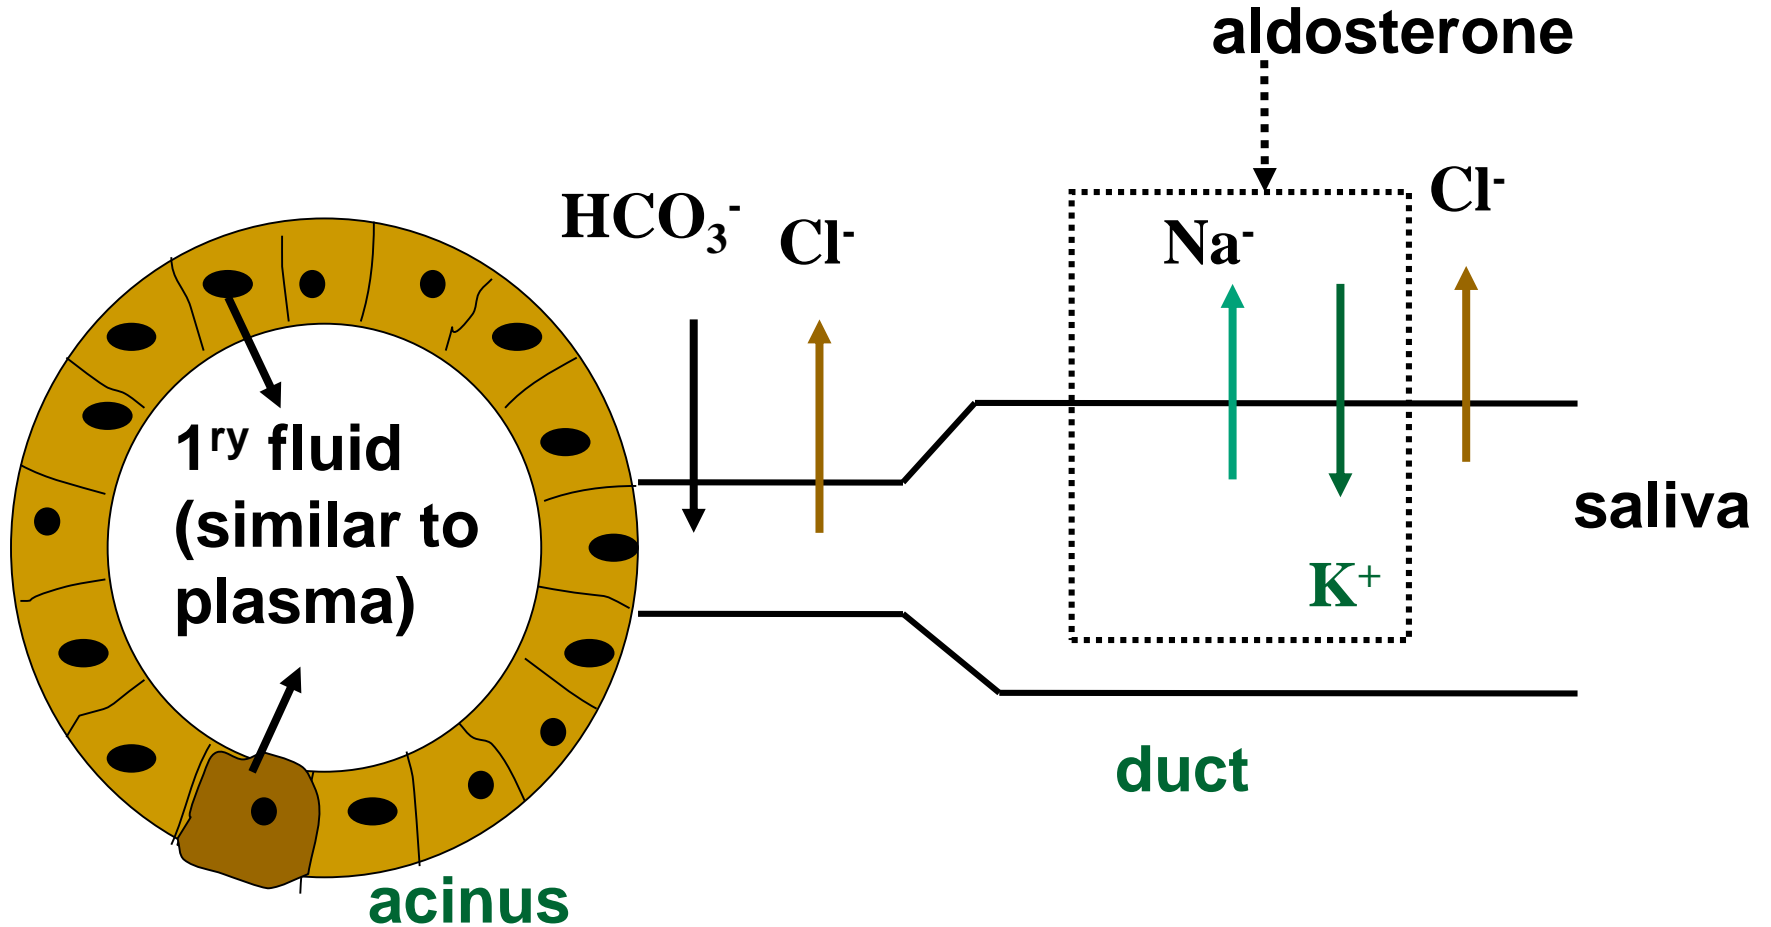 aldosterone
HCO₃⁻
Cl⁻
Na⁻
Cl⁻
1ʳʸ fluid
(similar to
plasma)
K⁺
saliva
duct
acinus